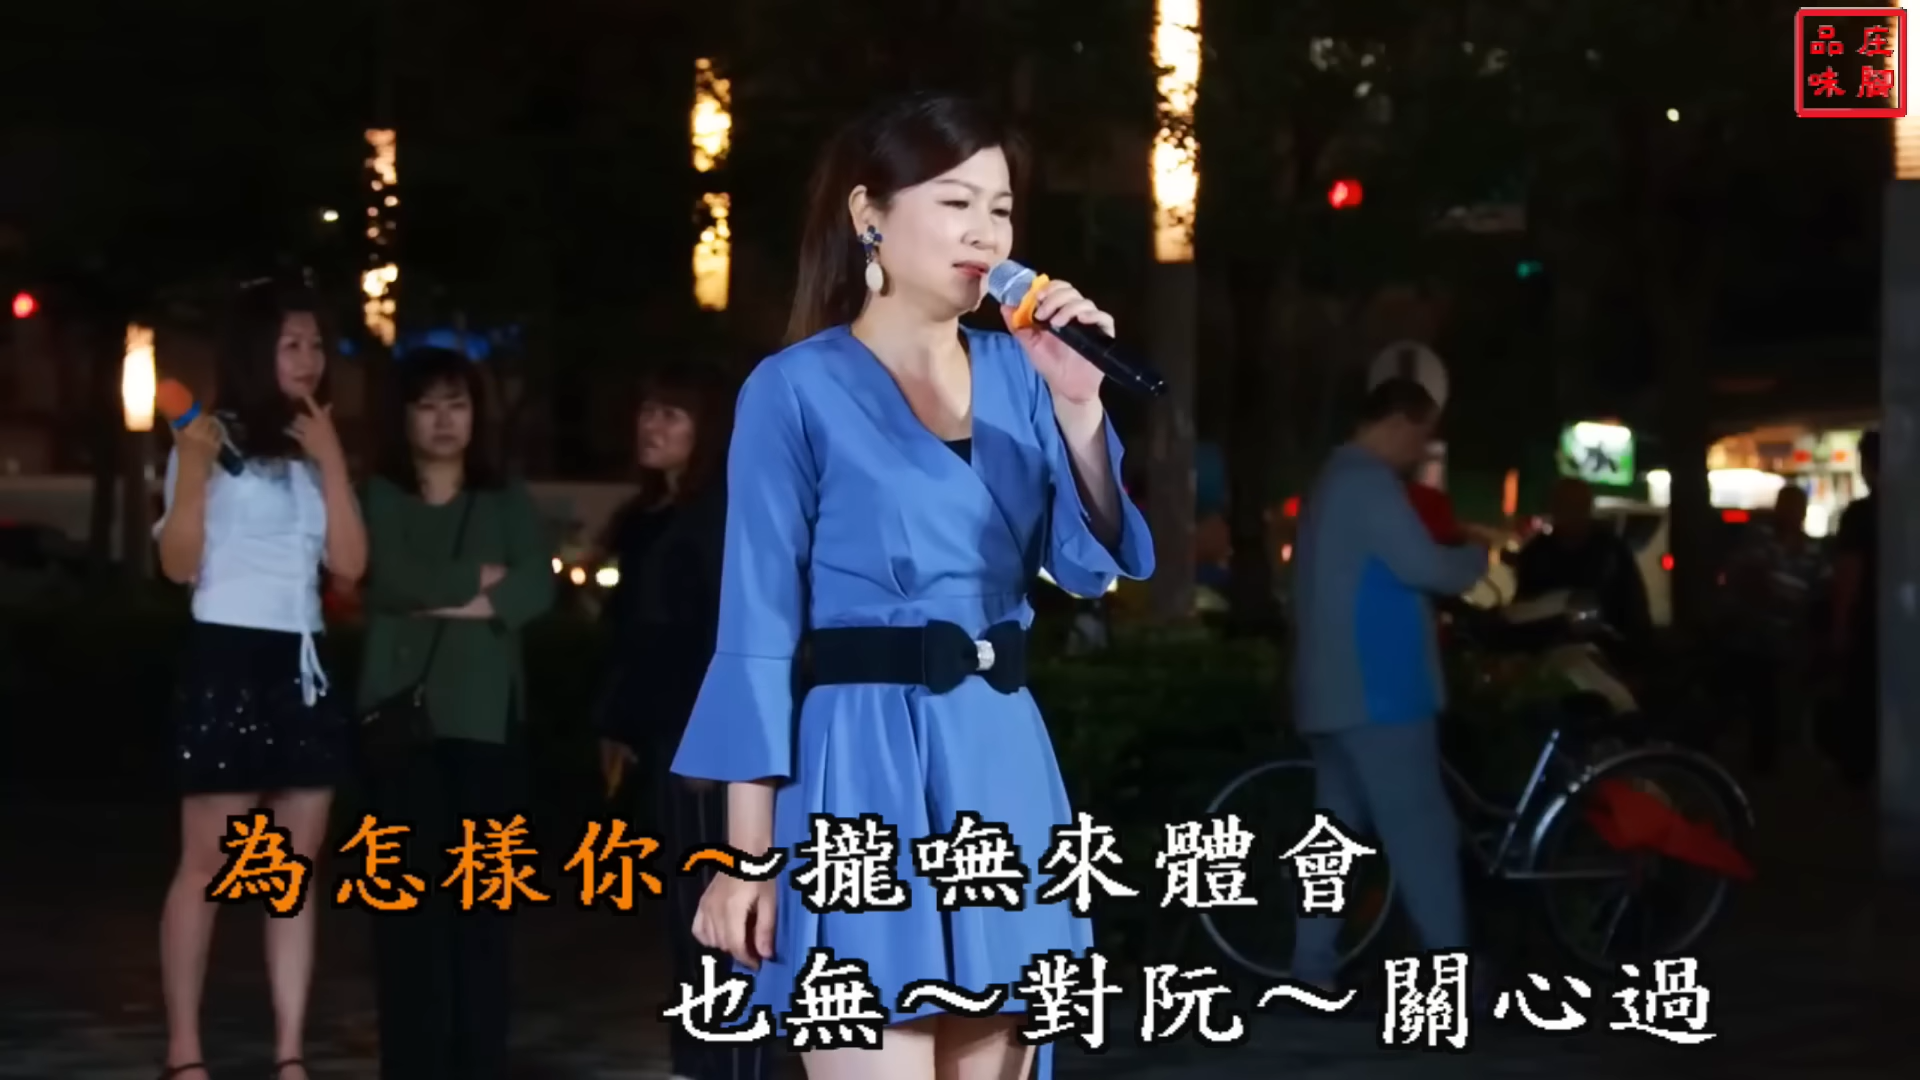 庄腳
品味
為怎樣你～攏嘸來體會
也無～對阮～關心過